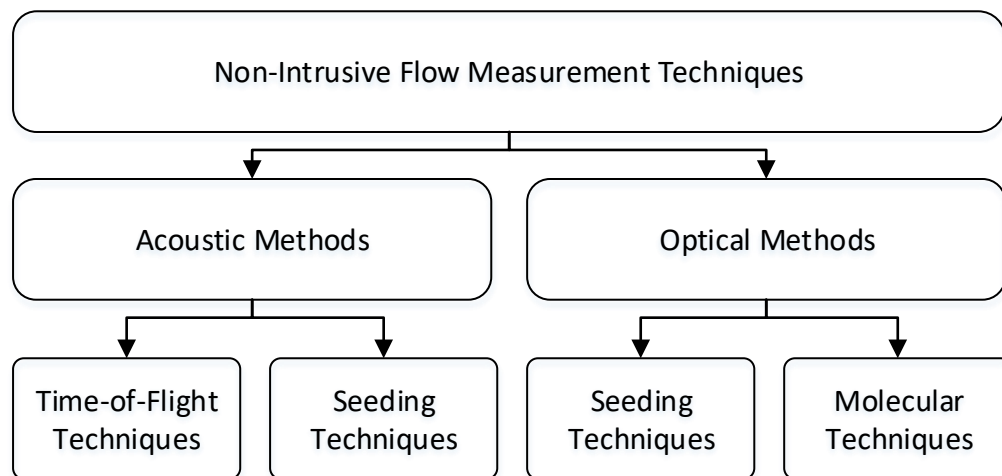 Non-Intrusive Flow Measurement Techniques
Acoustic Methods
Optical Methods
Time-of-Flight
Techniques
Seeding
Techniques
Seeding
Techniques
Molecular
Techniques